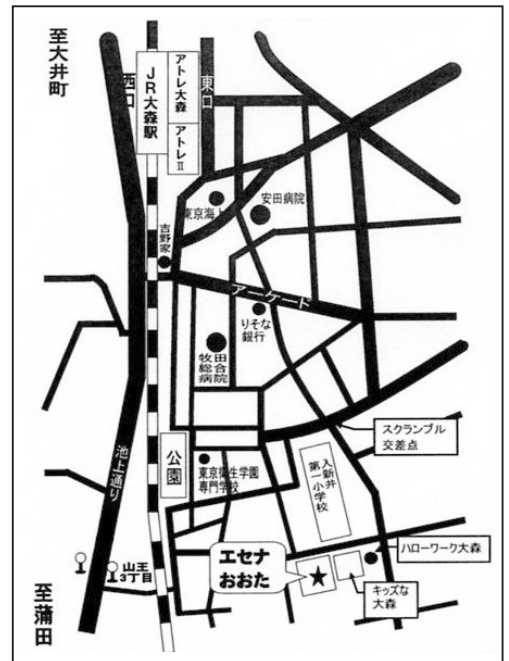 至大井町
西口
JR大森駅
アトレ大森
アトレⅡ
東口
安田病院
東京海上
吉野家
アーケード
りそな
銀行
牧田
総合
病院
スクランブル
交差点
池上通り
公園
東京衛生学園
専門学校
入新井
第一小学校
山王
3丁目
エセナ
おおた
ハローワーク大森
キッズな
大森
至蒲田